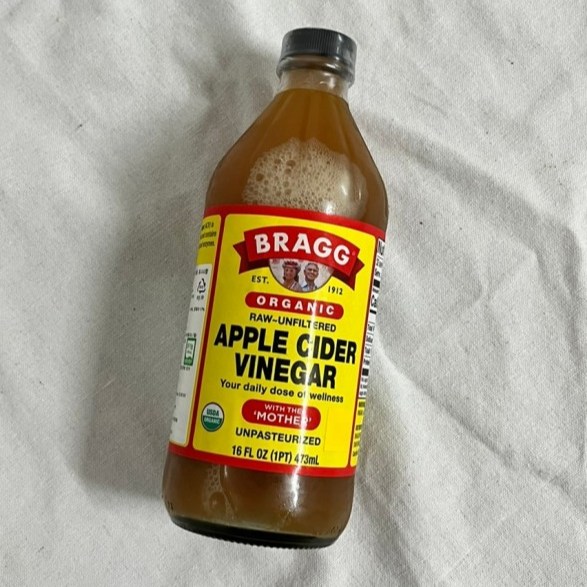 BRAGG
EST. 1912
ORGANIC
RAW-UNFILTERED
APPLE CIDER
VINEGAR
Your daily dose of wellness
WITH THE
'MOTHER'
USDA
ORGANIC
UNPASTEURIZED
16 FL OZ (1PT) 473mL